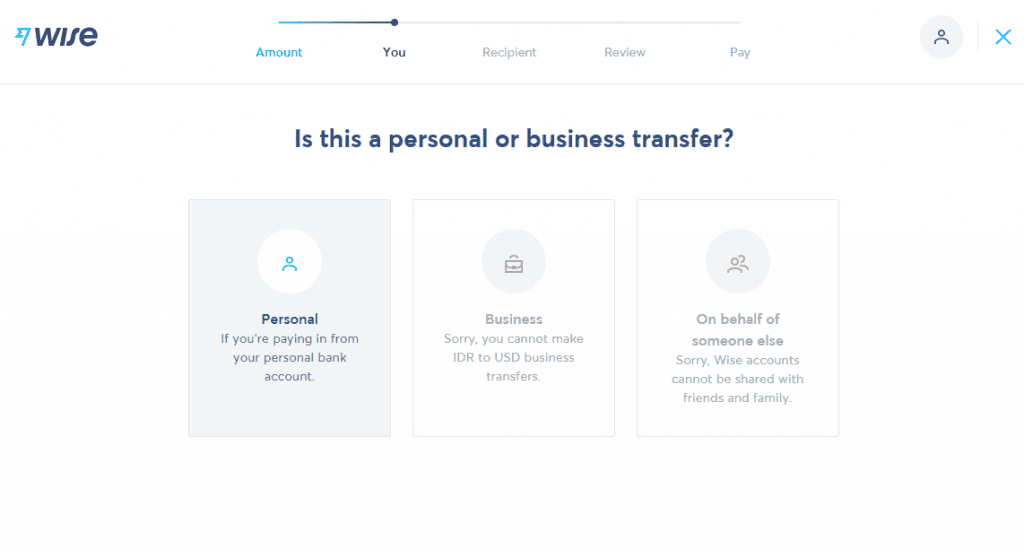 wise
Amount
You
Recipient
Review
Pay
Is this a personal or business transfer?
Personal
If you're paying in from
your personal bank
account.
Business
Sorry, you cannot make
IDR to USD business
transfers.
On behalf of
someone else
Sorry, Wise accounts
cannot be shared with
friends and family.